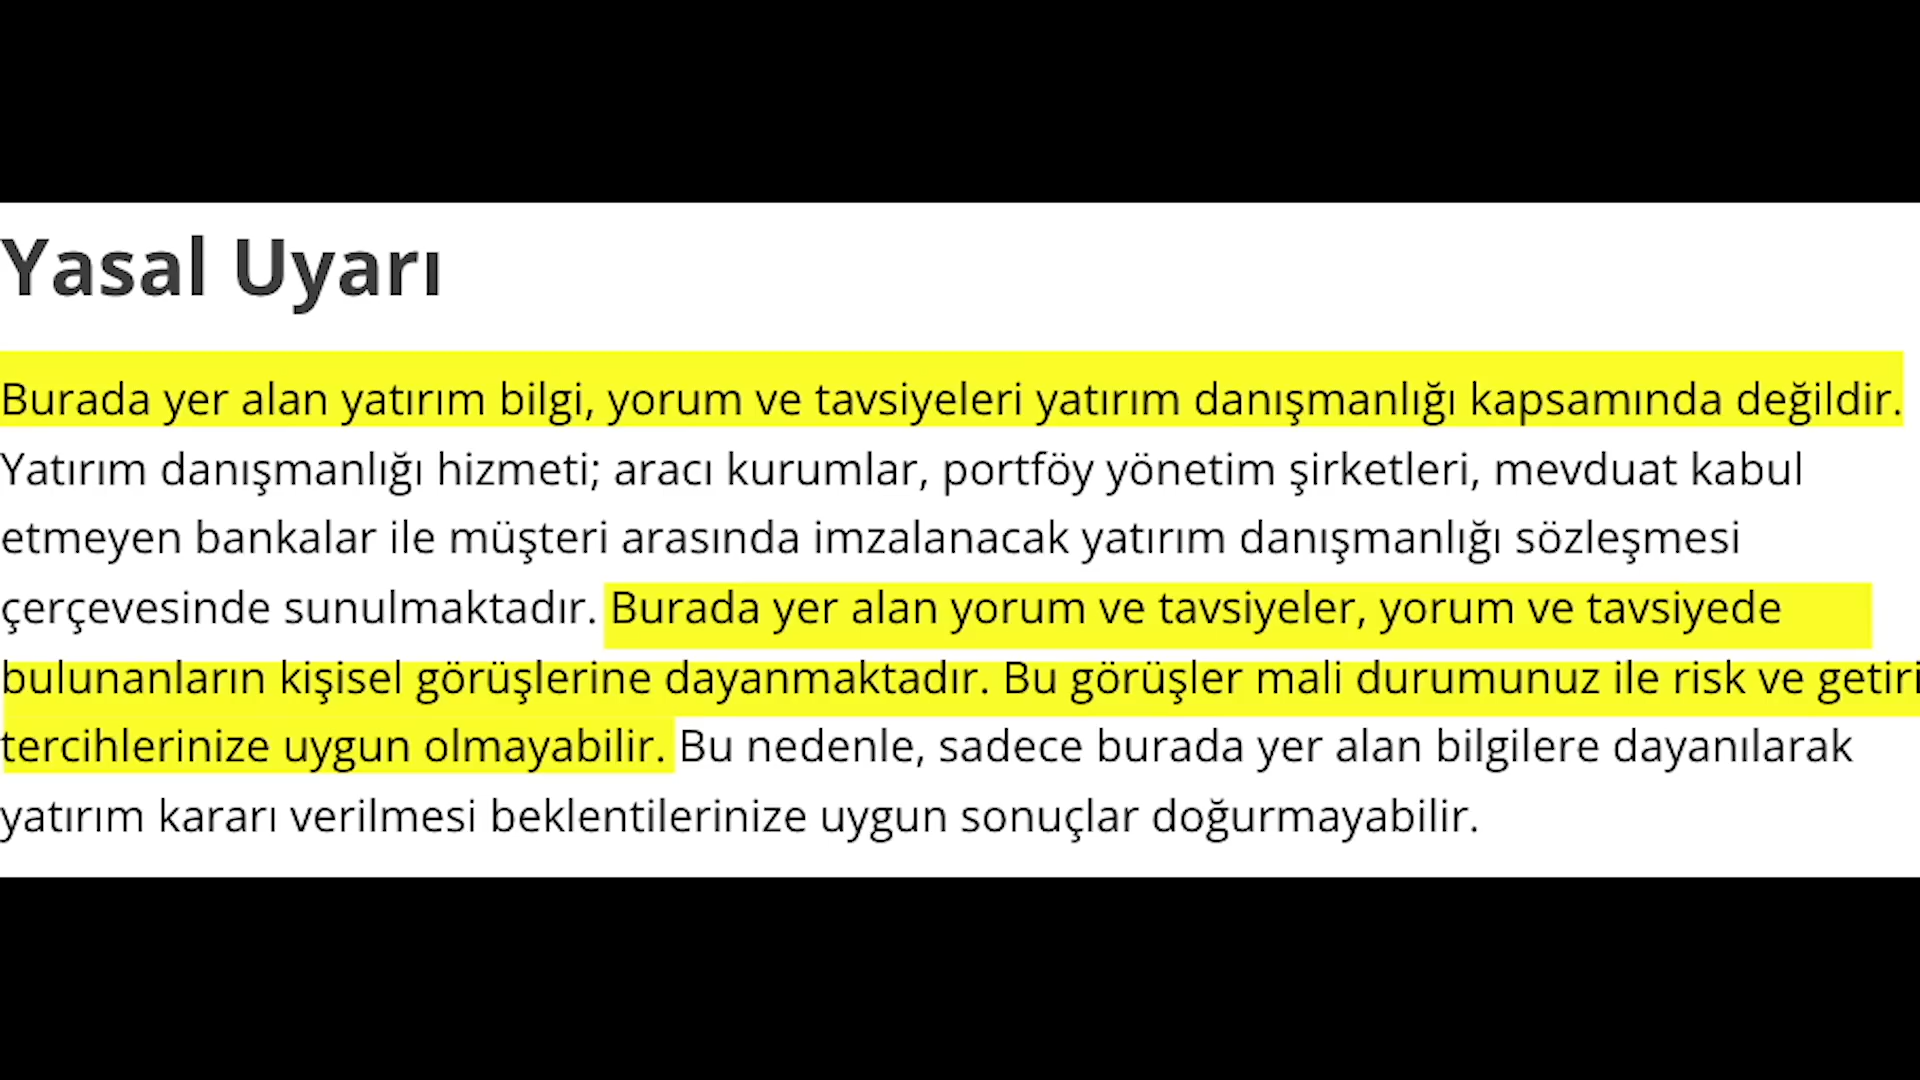 Yasal Uyarı
Burada yer alan yatırım bilgi, yorum ve tavsiyeleri yatırım danışmanlığı kapsamında değildir.
Yatırım danışmanlığı hizmeti; aracı kurumlar, portföy yönetim şirketleri, mevduat kabul
etmeyen bankalar ile müşteri arasında imzalanacak yatırım danışmanlığı sözleşmesi
çerçevesinde sunulmaktadır. Burada yer alan yorum ve tavsiyeler, yorum ve tavsiyede
bulunanların kişisel görüşlerine dayanmaktadır. Bu görüşler mali durumunuz ile risk ve getiri
tercihlerinize uygun olmayabilir. Bu nedenle, sadece burada yer alan bilgilere dayanılarak
yatırım kararı verilmesi beklentilerinize uygun sonuçlar doğurmayabilir.